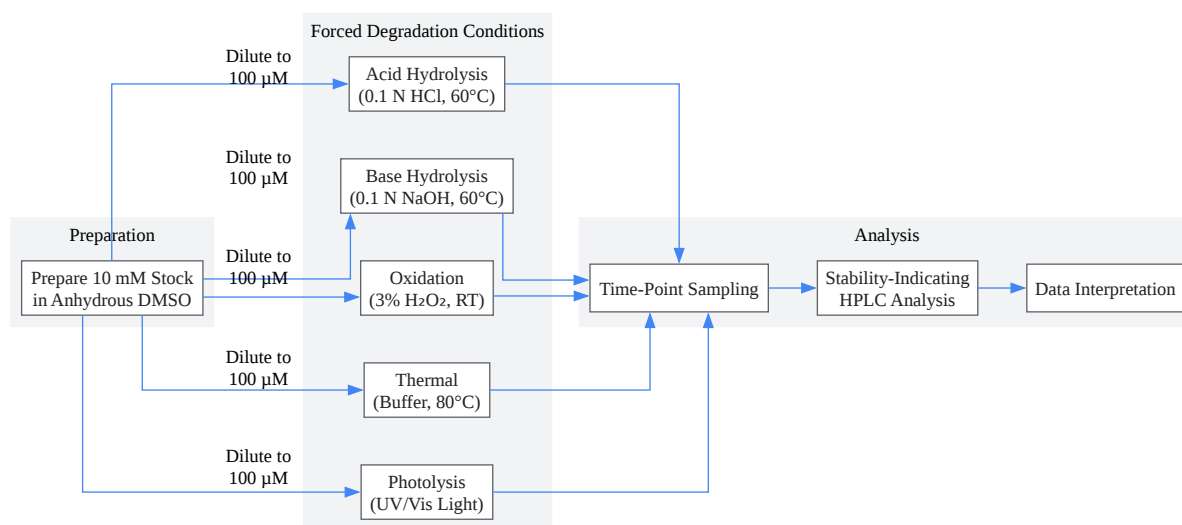 Forced Degradation Conditions
Dilute to
100 µM
Acid Hydrolysis
(0.1 N HCl, 60°C)
Dilute to
100 µM
Base Hydrolysis
(0.1 N NaOH, 60°C)
Preparation
Analysis
Prepare 10 mM Stock
in Anhydrous DMSO
Dilute to
100 µM
Oxidation
(3% H₂O₂, RT)
Time-Point Sampling
Stability-Indicating
HPLC Analysis
Data Interpretation
Dilute to
100 µM
Thermal
(Buffer, 80°C)
Dilute to
100 µM
Photolysis
(UV/Vis Light)